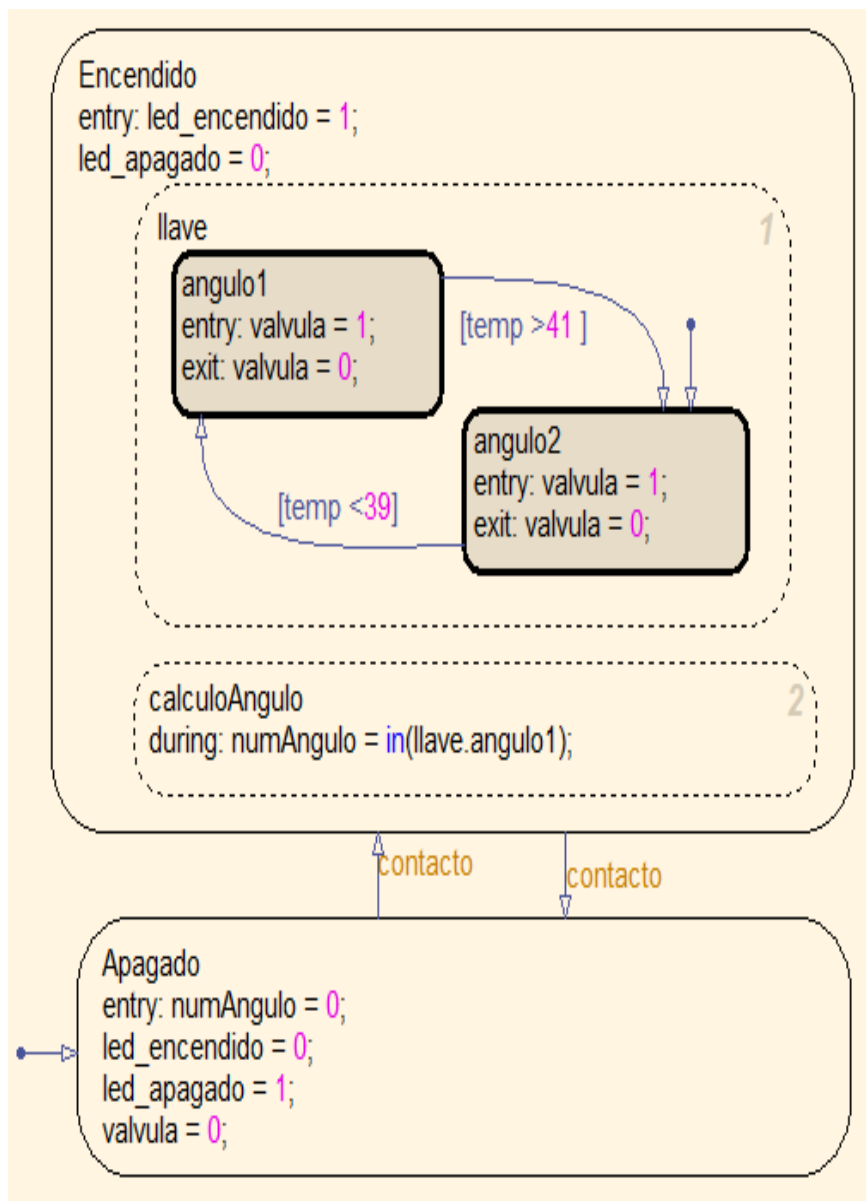 Encendido
entry: led_encendido = 1;
led_apagado = 0;
llave
1
angulo1
entry: valvula = 1;
exit: valvula = 0;
[temp >41 ]
angulo2
entry: valvula = 1;
exit: valvula = 0;
[temp <39]
calculoAngulo
2
during: numAngulo = in(llave.angulo1);
contacto
contacto
Apagado
entry: numAngulo = 0;
led_encendido = 0;
led_apagado = 1;
valvula = 0;